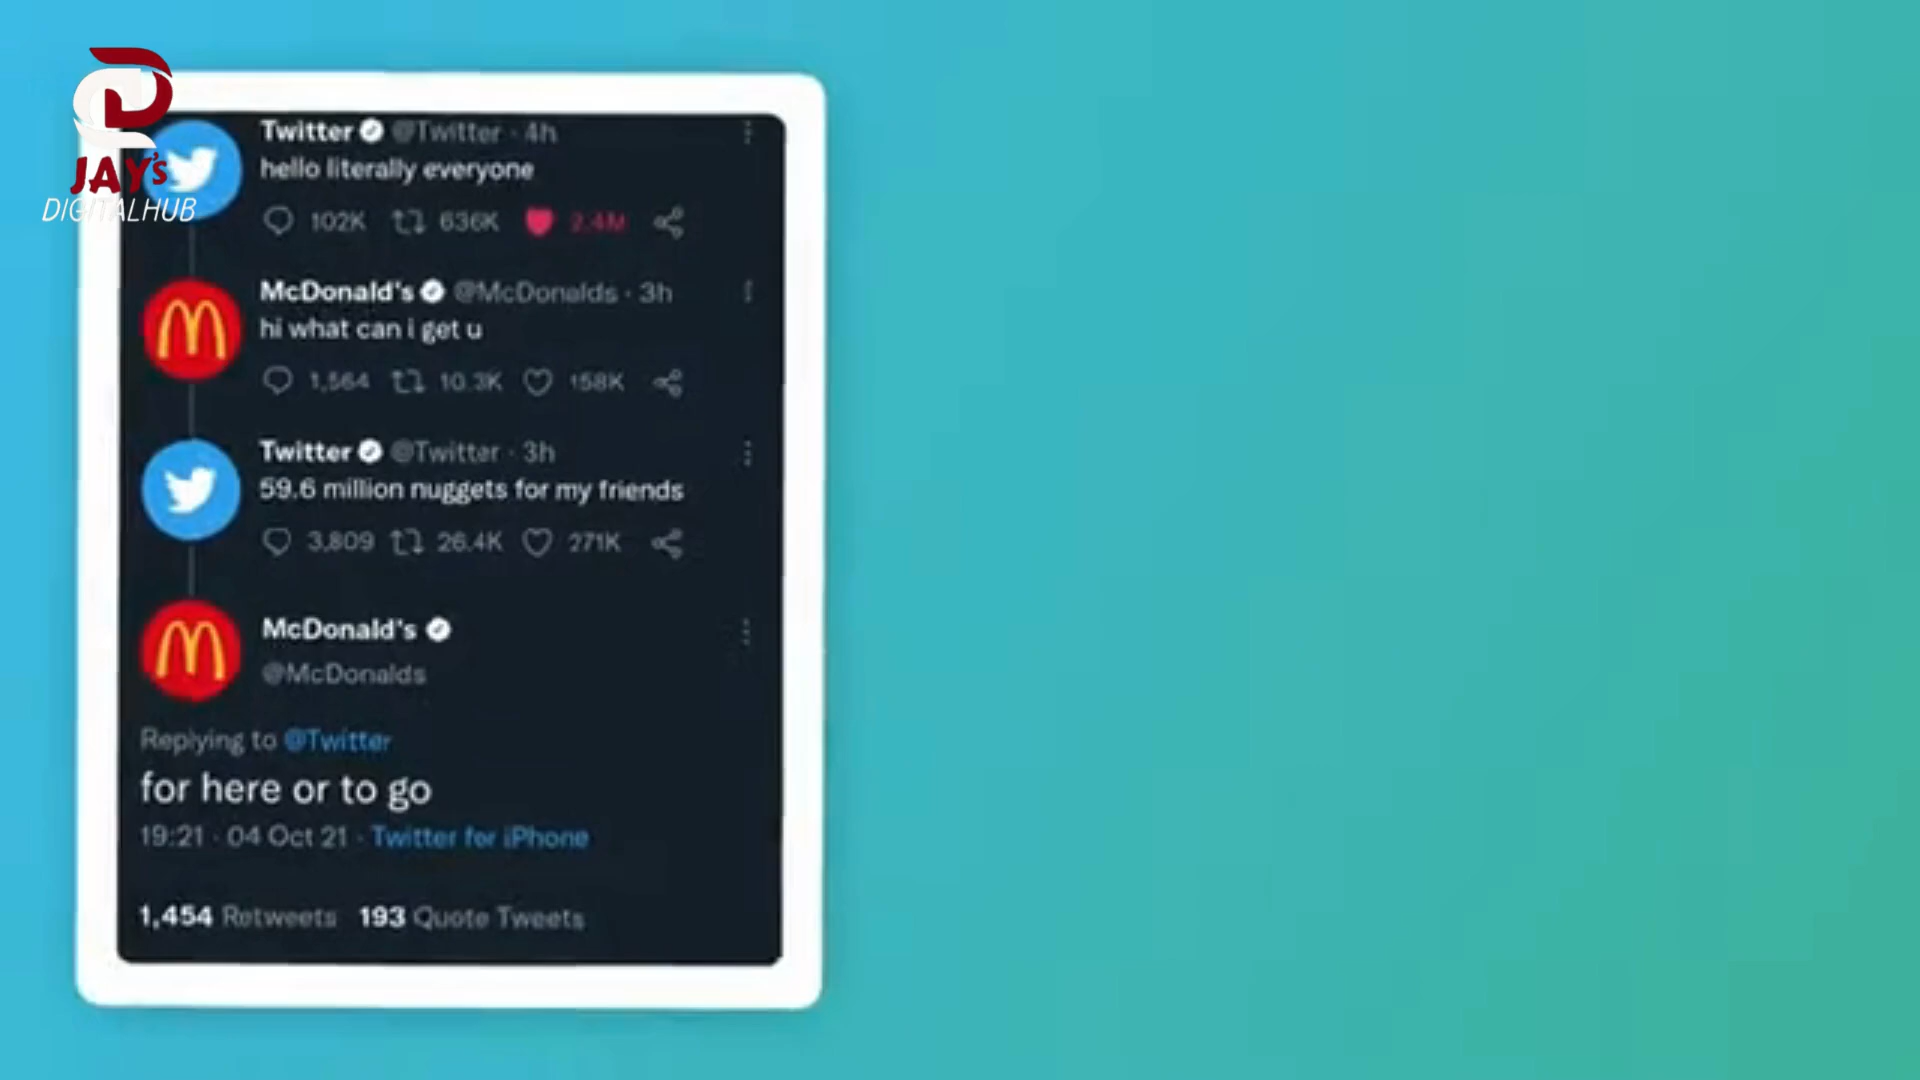 JAY's
DIGITALHUB
Twitter @Twitter · 4h
hello literally everyone
102K 636K 2.4M
McDonald's @McDonalds · 3h
hi what can i get u
1,564 10.3K 158K
Twitter @Twitter · 3h
59.6 million nuggets for my friends
3,809 26.4K 271K
McDonald's
@McDonalds
Replying to @Twitter
for here or to go
19:21 · 04 Oct 21 · Twitter for iPhone
1,454 Retweets 193 Quote Tweets